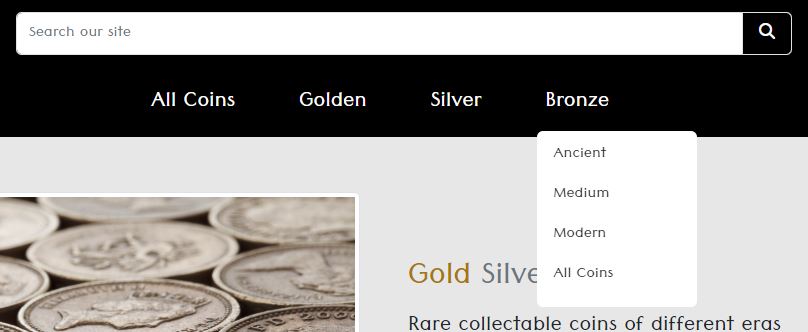 Search our site
All Coins Golden Silver Bronze
Ancient
Medium
Modern
All Coins
Gold
Rare collectable coins of different eras